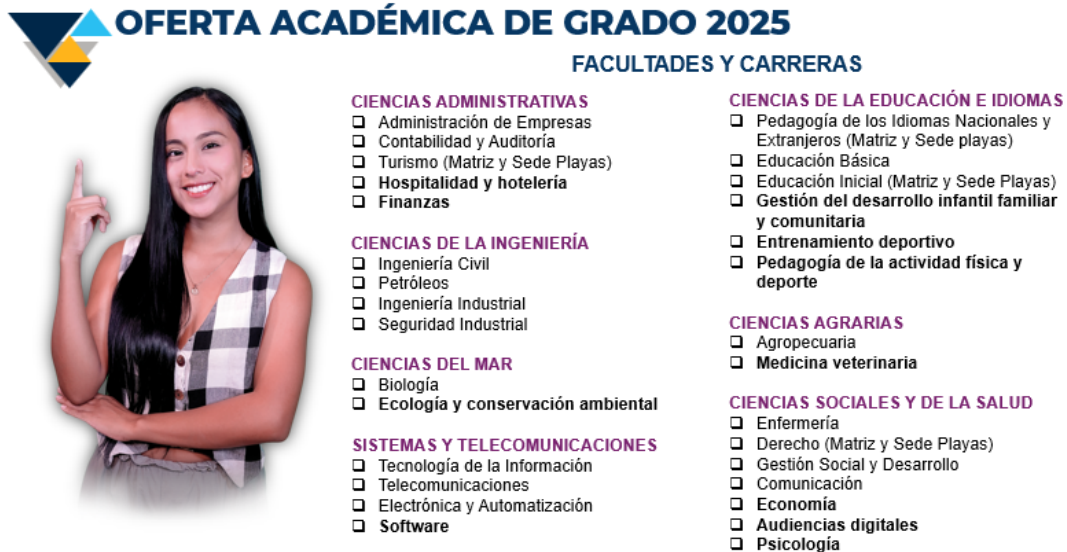 OFERTA ACADÉMICA DE GRADO 2025
FACULTADES Y CARRERAS
CIENCIAS ADMINISTRATIVAS
Administración de Empresas
Contabilidad y Auditoría
Turismo (Matriz y Sede Playas)
Hospitalidad y hotelería
Finanzas
CIENCIAS DE LA INGENIERÍA
Ingeniería Civil
Petróleos
Ingeniería Industrial
Seguridad Industrial
CIENCIAS DEL MAR
Biología
Ecología y conservación ambiental
SISTEMAS Y TELECOMUNICACIONES
Tecnología de la Información
Telecomunicaciones
Electrónica y Automatización
Software
CIENCIAS DE LA EDUCACIÓN E IDIOMAS
Pedagogía de los Idiomas Nacionales y
Extranjeros (Matriz y Sede playas)
Educación Básica
Educación Inicial (Matriz y Sede Playas)
Gestión del desarrollo infantil familiar
y comunitaria
Entrenamiento deportivo
Pedagogía de la actividad física y
deporte
CIENCIAS AGRARIAS
Agropecuaria
Medicina veterinaria
CIENCIAS SOCIALES Y DE LA SALUD
Enfermería
Derecho (Matriz y Sede Playas)
Gestión Social y Desarrollo
Comunicación
Economía
Audiencias digitales
Psicología